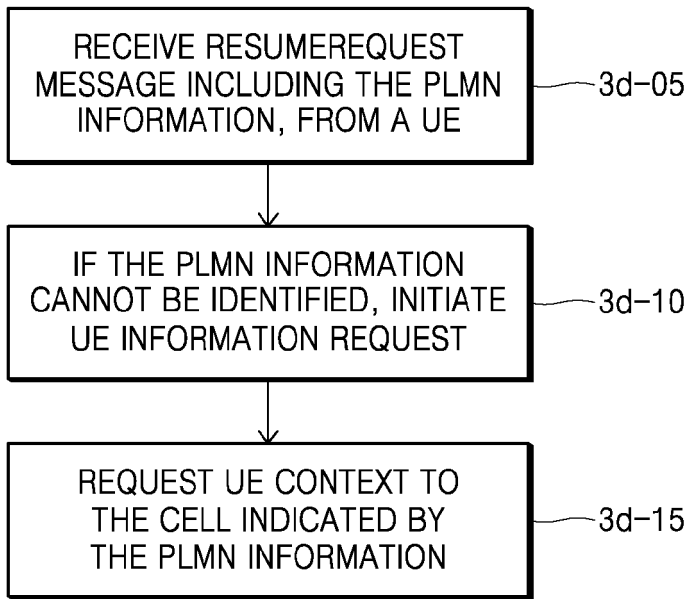 RECEIVE RESUMEREQUEST
MESSAGE INCLUDING THE PLMN
INFORMATION, FROM A UE
3d-05
IF THE PLMN INFORMATION
CANNOT BE IDENTIFIED, INITIATE
UE INFORMATION REQUEST
3d-10
REQUEST UE CONTEXT TO
THE CELL INDICATED BY
THE PLMN INFORMATION
3d-15